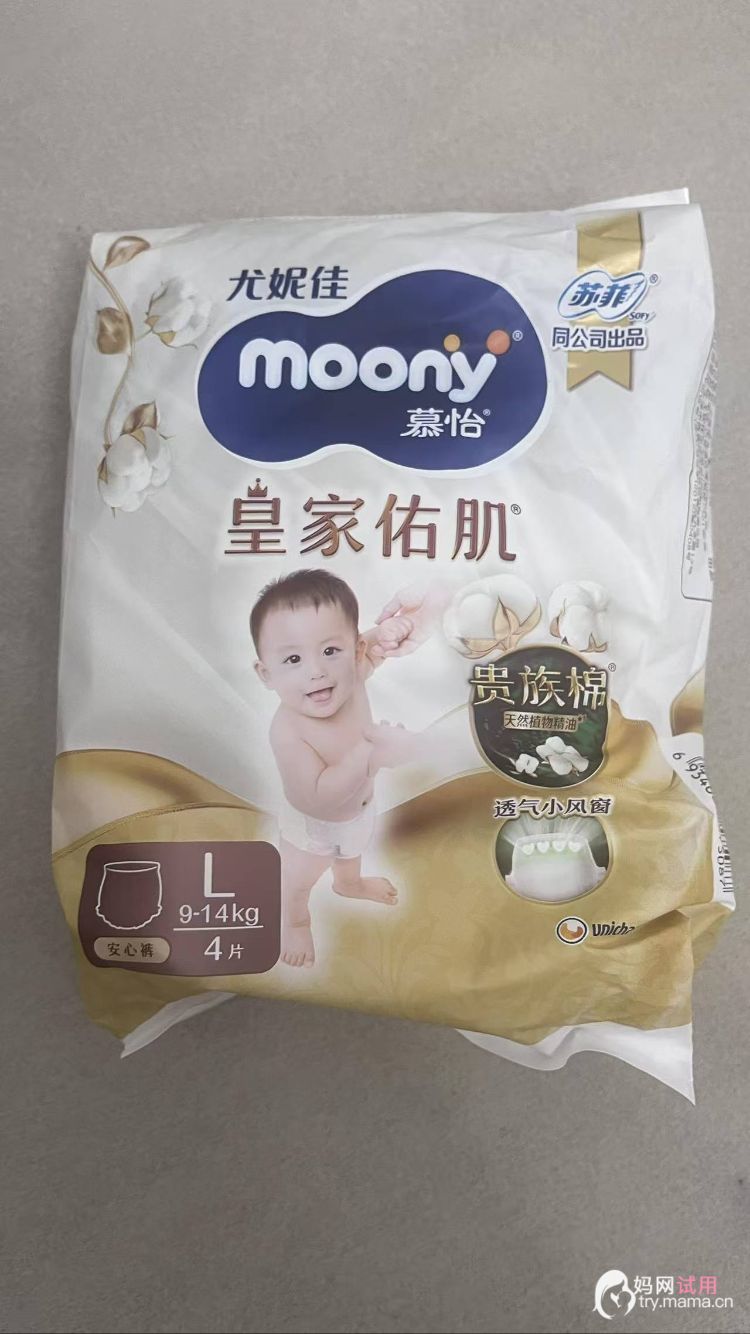 尤妮佳
moony®
慕怡®
苏菲®
SOFY
同公司出品
皇家佑肌®
贵族棉®
天然植物精油
透气小风窗
L
9-14kg
4片
安心裤
妈网试用
try.mama.cn